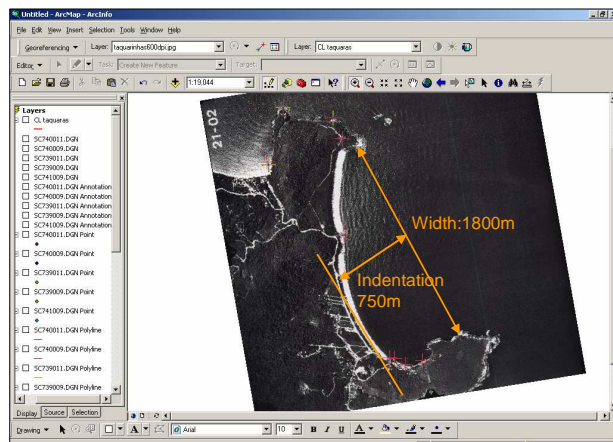 Untitled - ArcMap - ArcInfo
File Edit View Insert Selection Tools Window Help
Georeferencing Layer: taquarinhas600dpi.jpg Layer: CL taquaras
Editor Task: Create New Feature Target:
1:19.044
Layers
CL taquaras
SC740011.DGN
SC740009.DGN
SC739011.DGN
SC739009.DGN
SC741009.DGN
SC740011.DGN Annotation
SC740009.DGN Annotation
SC739011.DGN Annotation
SC739009.DGN Annotation
SC741009.DGN Annotation
SC740011.DGN Point
SC740009.DGN Point
SC739011.DGN Point
SC739009.DGN Point
SC741009.DGN Point
SC740011.DGN Polyline
SC740009.DGN Polyline
SC739011.DGN Polyline
SC739009.DGN Polyline
Display Source Selection
21-02
Width:1800m
Indentation
750m
Drawing A Arial 10 B I U A